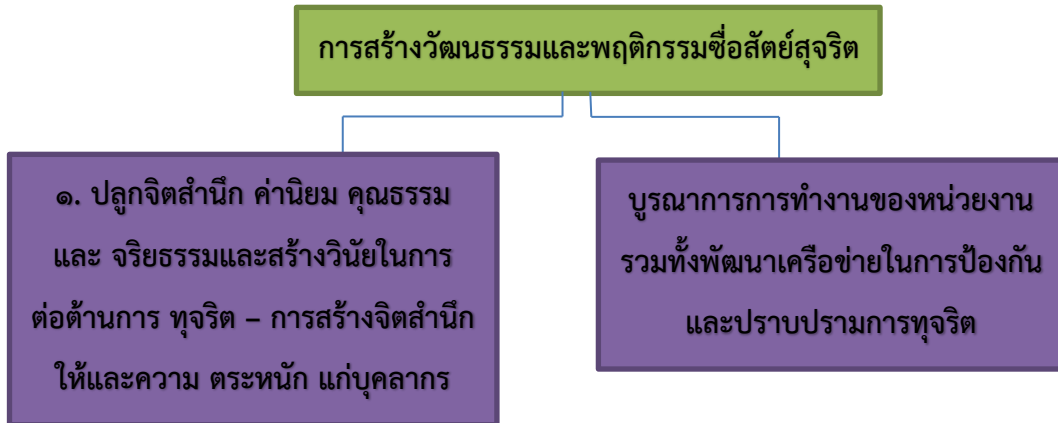 การสร้างวัฒนธรรมและพฤติกรรมซื่อสัตย์สุจริต
๑. ปลูกจิตสำนึก ค่านิยม คุณธรรม
และ จริยธรรมและสร้างวินัยในการ
ต่อต้านการ ทุจริต – การสร้างจิตสำนึก
ให้และความ ตระหนัก แก่บุคลากร
บูรณาการการทำงานของหน่วยงาน
รวมทั้งพัฒนาเครือข่ายในการป้องกัน
และปราบปรามการทุจริต